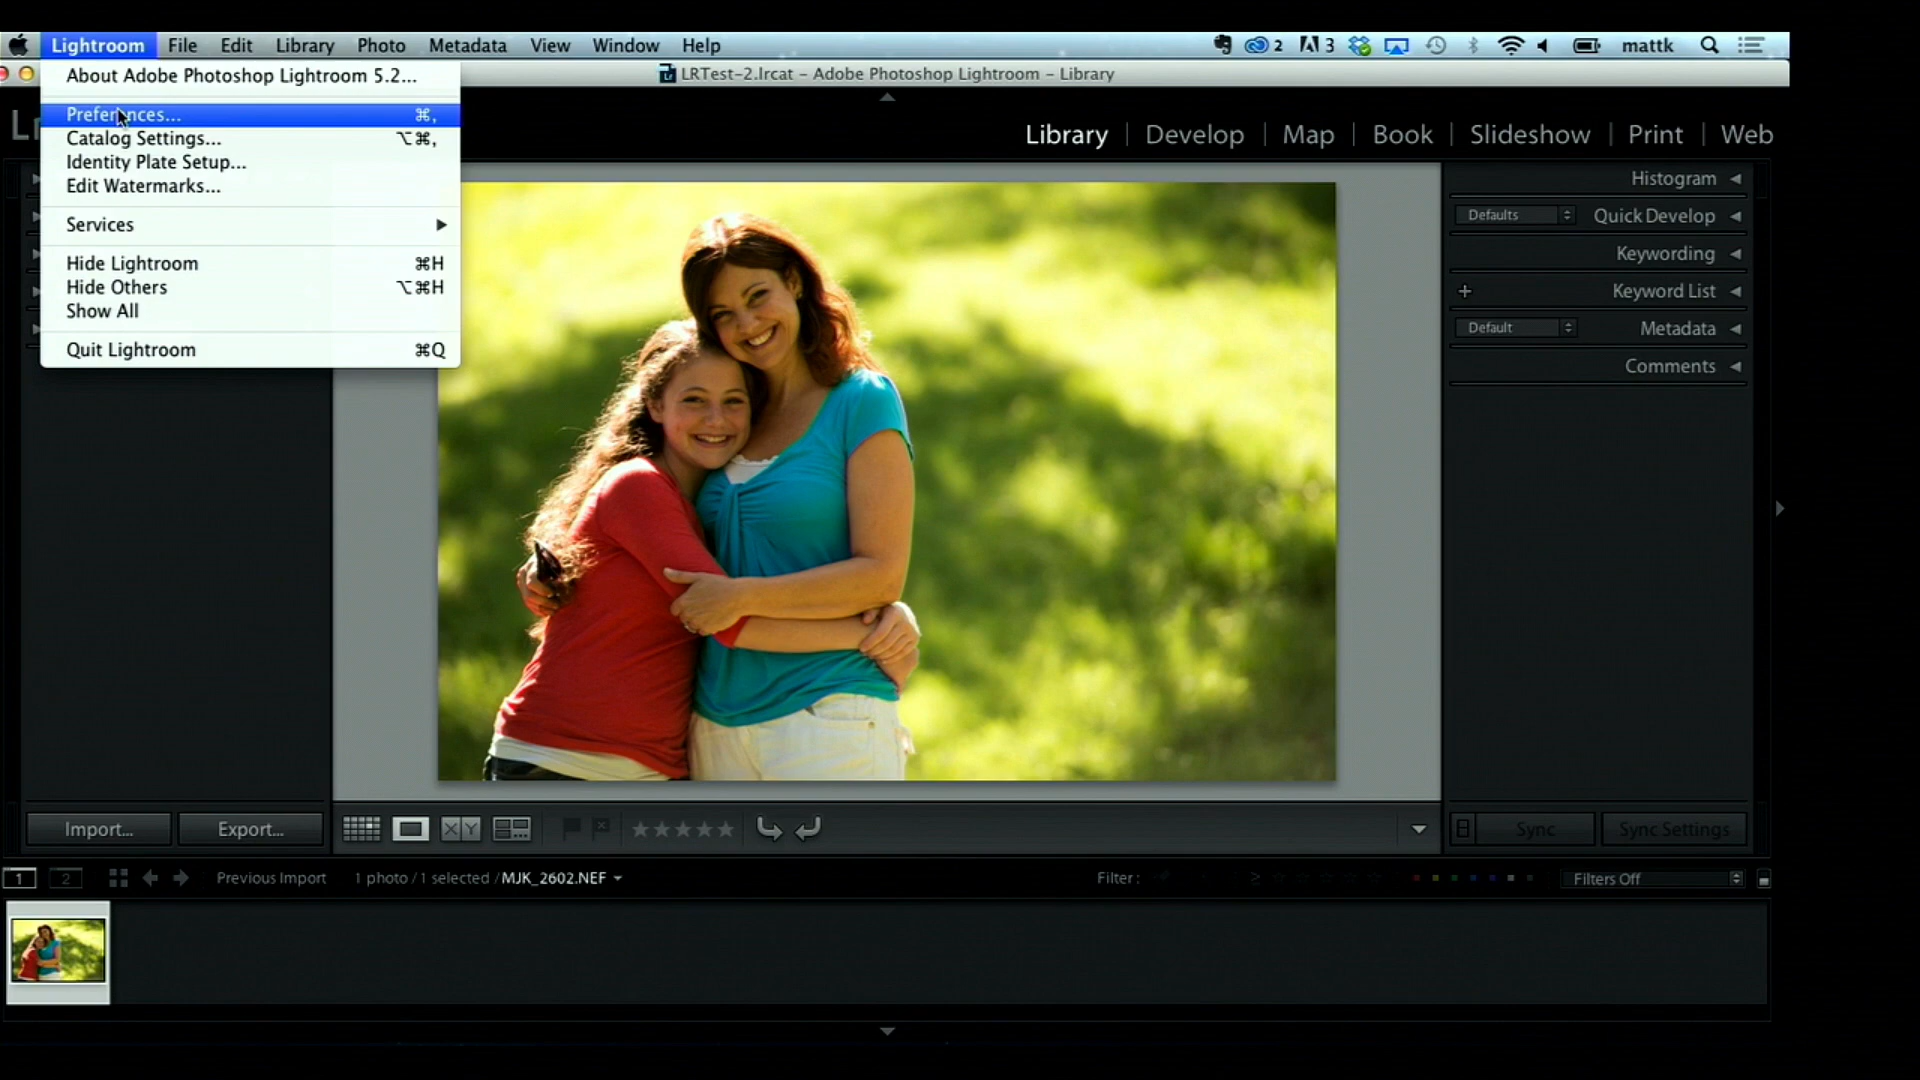 Lightroom File Edit Library Photo Metadata View Window Help 2 3 mattk
LRTest-2.lrcat – Adobe Photoshop Lightroom – Library
About Adobe Photoshop Lightroom 5.2...
Preferences... ⌘,
Catalog Settings... ⌥⌘,
Identity Plate Setup...
Edit Watermarks...
Services ▶
Hide Lightroom ⌘H
Hide Others ⌥⌘H
Show All
Quit Lightroom ⌘Q
Library | Develop | Map | Book | Slideshow | Print | Web
Histogram
Defaults Quick Develop
Keywording
+ Keyword List
Default Metadata
Comments
Import... Export... X Y Sync Sync Settings
1 2 Previous Import 1 photo / 1 selected / MJK_2602.NEF Filter: Filters Off